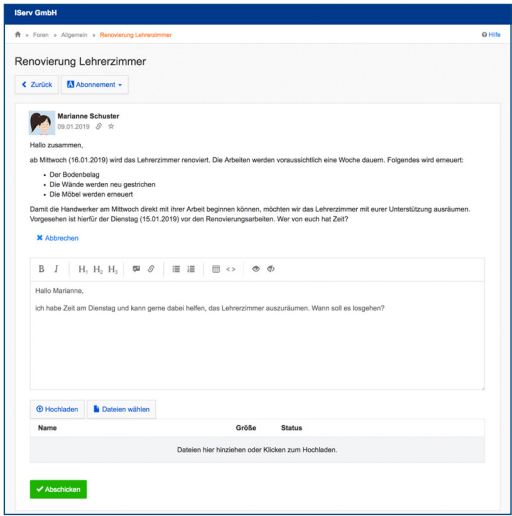 IServ GmbH
» Foren » Allgemein » Renovierung Lehrerzimmer
Hilfe
Renovierung Lehrerzimmer
Zurück
Abonnement
Marianne Schuster
09.01.2019
Hallo zusammen,
ab Mittwoch (16.01.2019) wird das Lehrerzimmer renoviert. Die Arbeiten werden voraussichtlich eine Woche dauern. Folgendes wird erneuert:
• Der Bodenbelag
• Die Wände werden neu gestrichen
• Die Möbel werden erneuert
Damit die Handwerker am Mittwoch direkt mit ihrer Arbeit beginnen können, möchten wir das Lehrerzimmer mit eurer Unterstützung ausräumen.
Vorgesehen ist hierfür der Dienstag (15.01.2019) vor den Renovierungsarbeiten. Wer von euch hat Zeit?
Abbrechen
B I H1 H2 H3 <>
Hallo Marianne,
ich habe Zeit am Dienstag und kann gerne dabei helfen, das Lehrerzimmer auszuräumen. Wann soll es losgehen?
Hochladen
Dateien wählen
Name Größe Status
Dateien hier hinziehen oder Klicken zum Hochladen.
Abschicken